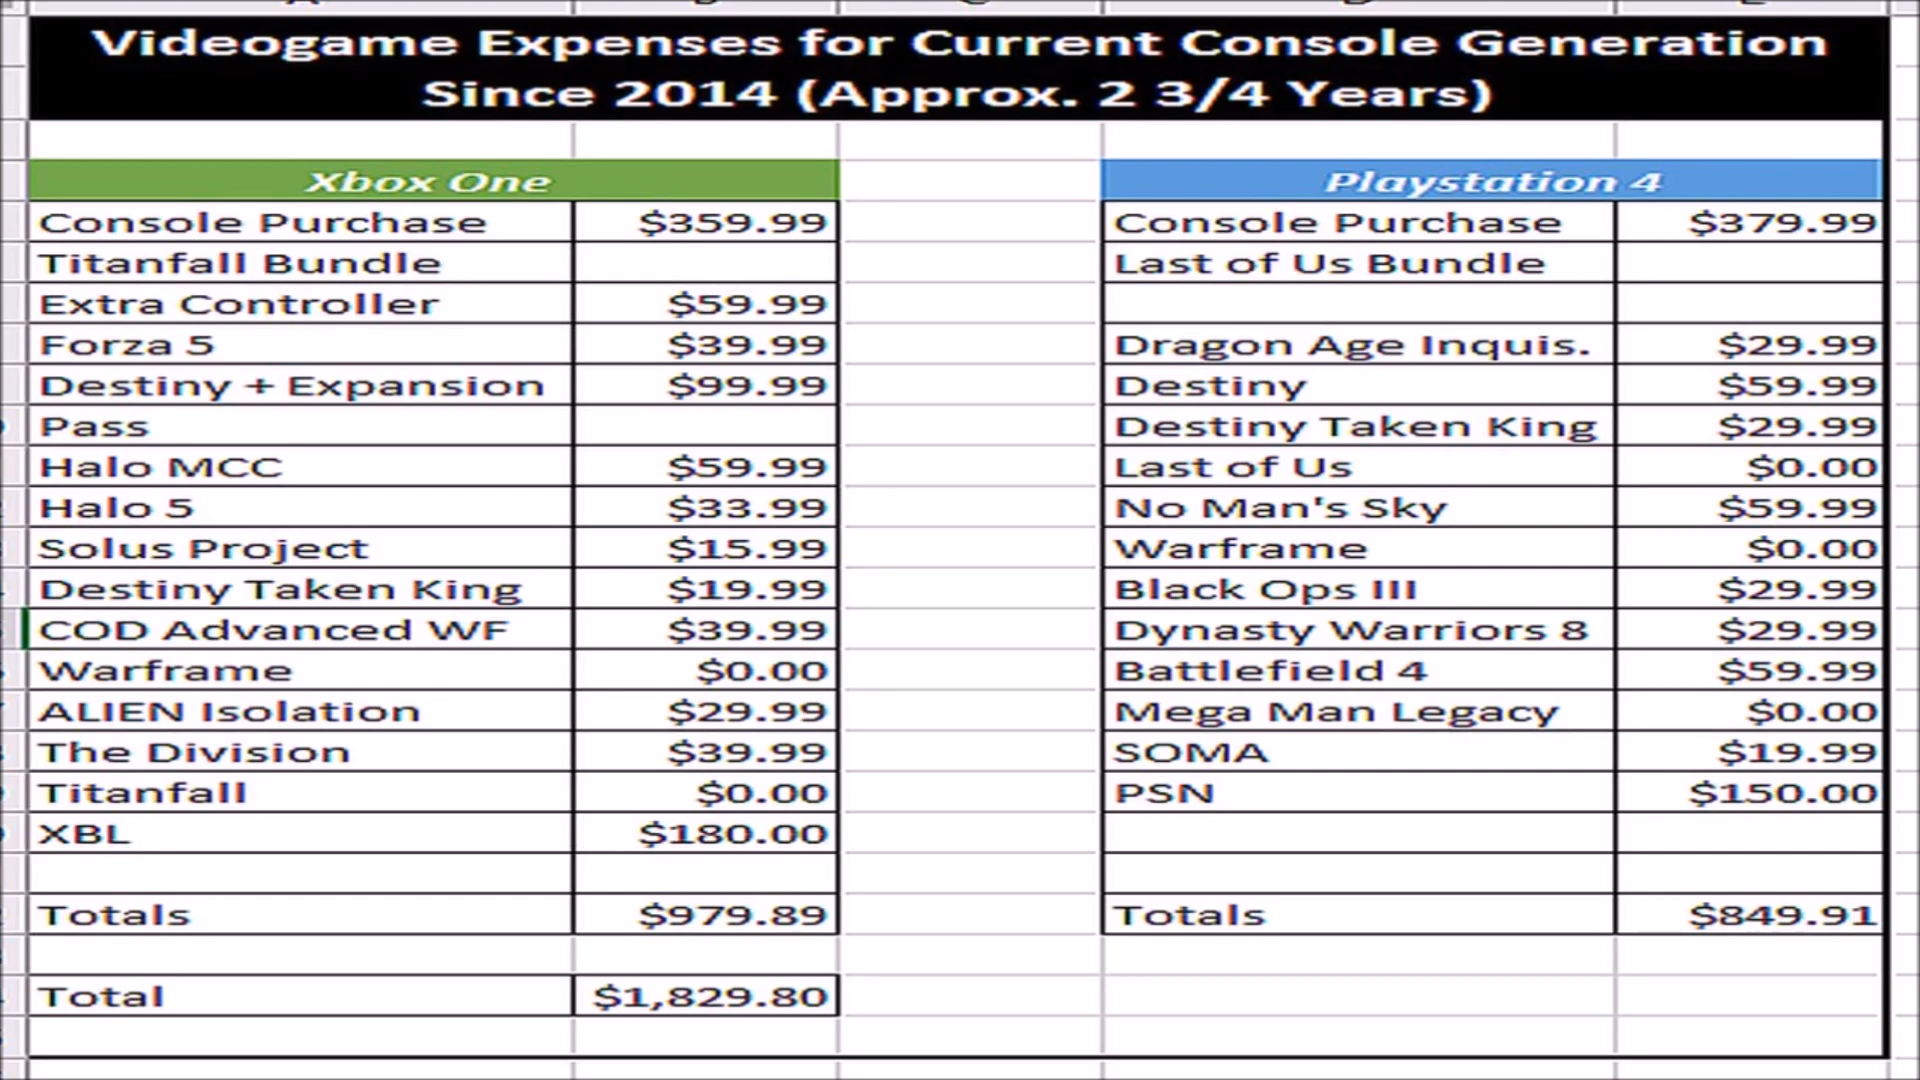 Videogame Expenses for Current Console Generation
Since 2014 (Approx. 2 3/4 Years)
Xbox One
Console Purchase $359.99
Titanfall Bundle
Extra Controller $59.99
Forza 5 $39.99
Destiny + Expansion $99.99
Pass
Halo MCC $59.99
Halo 5 $33.99
Solus Project $15.99
Destiny Taken King $19.99
COD Advanced WF $39.99
Warframe $0.00
ALIEN Isolation $29.99
The Division $39.99
Titanfall $0.00
XBL $180.00
Totals $979.89
Total $1,829.80
Playstation 4
Console Purchase $379.99
Last of Us Bundle
Dragon Age Inquis. $29.99
Destiny $59.99
Destiny Taken King $29.99
Last of Us $0.00
No Man's Sky $59.99
Warframe $0.00
Black Ops III $29.99
Dynasty Warriors 8 $29.99
Battlefield 4 $59.99
Mega Man Legacy $0.00
SOMA $19.99
PSN $150.00
Totals $849.91